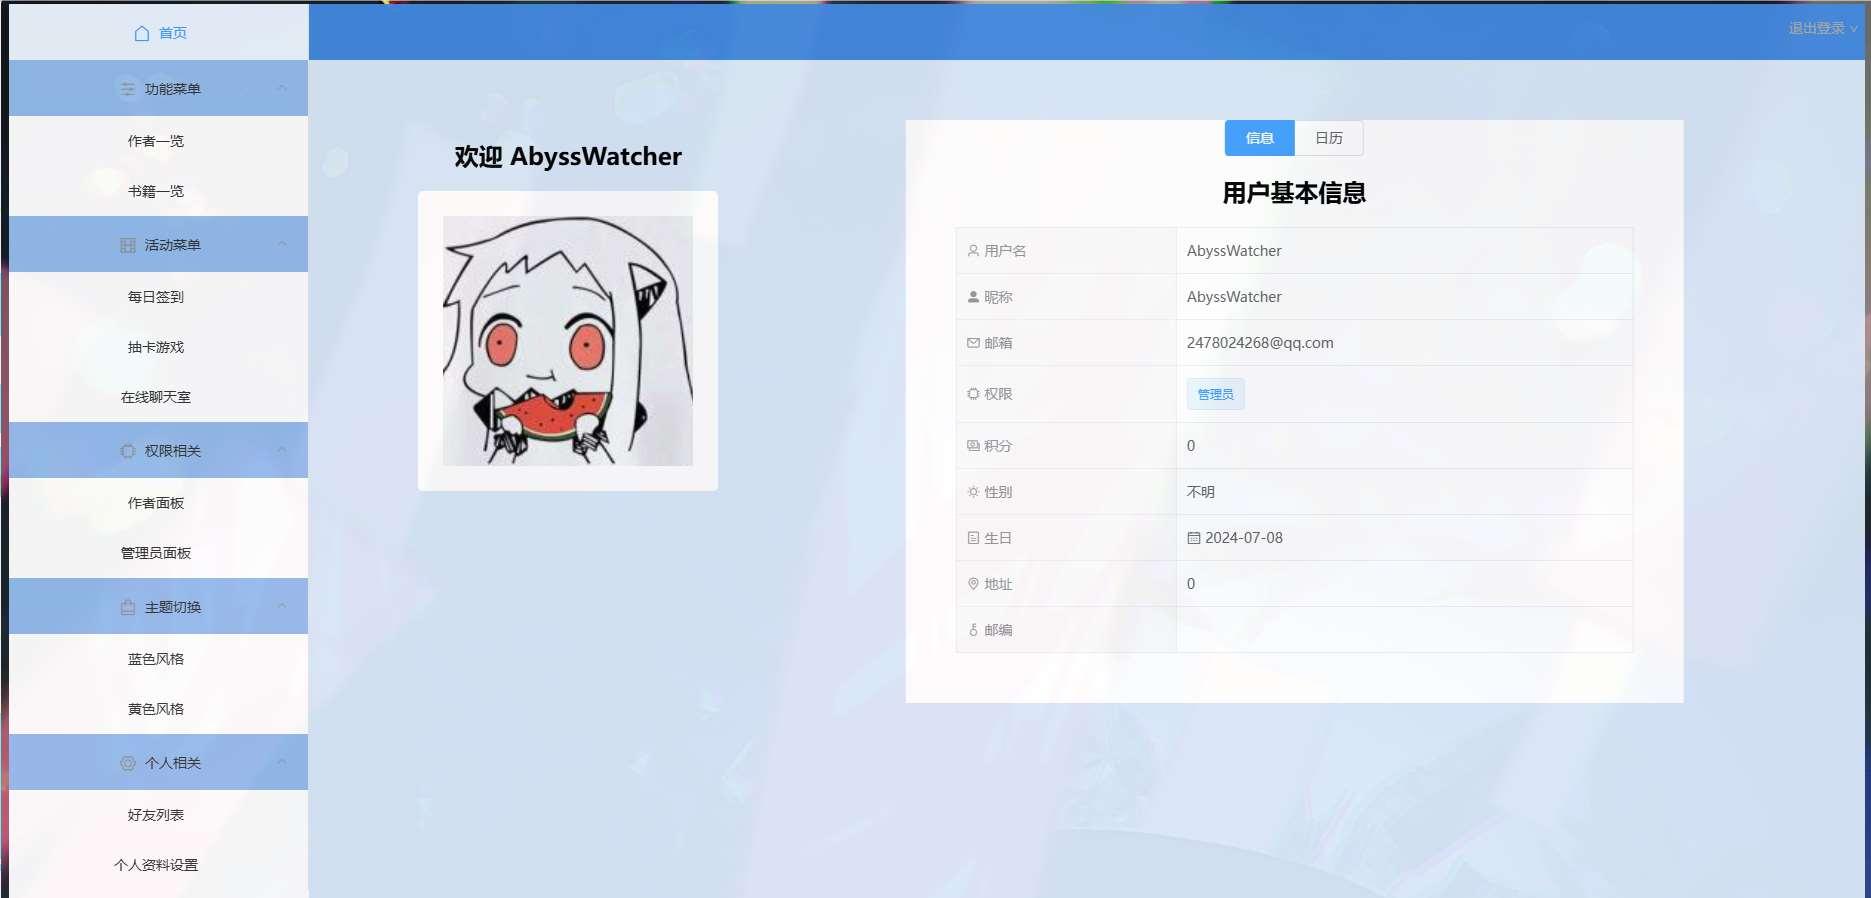 首页
退出登录
功能菜单
作者一览
书籍一览
活动菜单
每日签到
抽卡游戏
在线聊天室
权限相关
作者面板
管理员面板
主题切换
蓝色风格
黄色风格
个人相关
好友列表
个人资料设置
欢迎 AbyssWatcher
信息 日历
用户基本信息
用户名 AbyssWatcher
昵称 AbyssWatcher
邮箱 2478024268@qq.com
权限 管理员
积分 0
性别 不明
生日 2024-07-08
地址 0
邮编